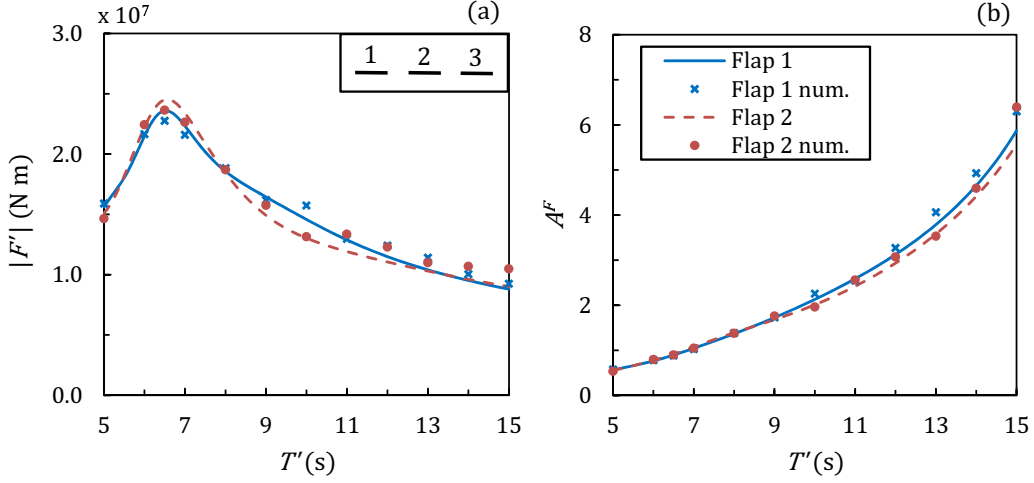 x 10⁷
(a)
3.0
2.0
1.0
0.0
|F′| (N m)
1 2 3
5 7 9 11 13 15
T′(s)
(b)
8
6
4
2
0
A^F
Flap 1
Flap 1 num.
Flap 2
Flap 2 num.
5 7 9 11 13 15
T′(s)